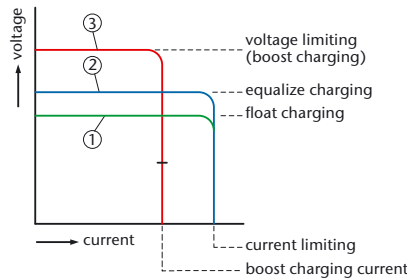 voltage
③
②
①
voltage limiting
(boost charging)
equalize charging
float charging
current
current limiting
boost charging current